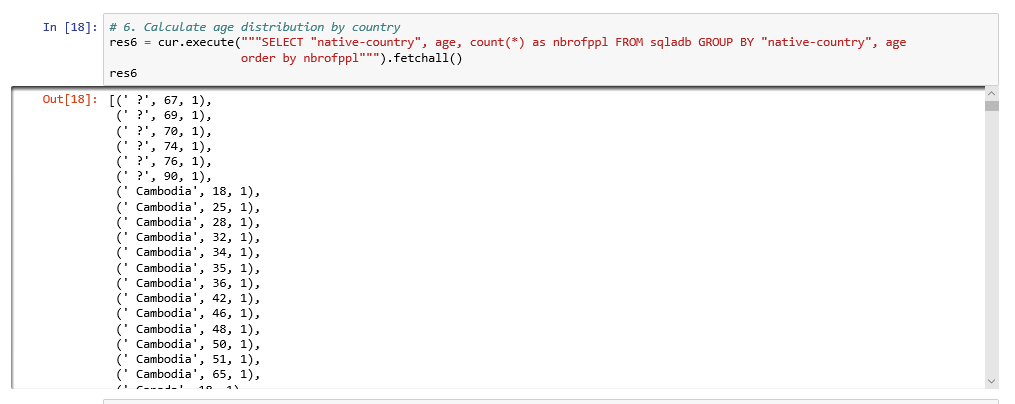 In [18]: # 6. Calculate age distribution by country
res6 = cur.execute("""SELECT "native-country", age, count(*) as nbrofppl FROM sqladb GROUP BY "native-country", age
order by nbrofppl""").fetchall()
res6
Out[18]: [(' ?', 67, 1),
(' ?', 69, 1),
(' ?', 70, 1),
(' ?', 74, 1),
(' ?', 76, 1),
(' ?', 90, 1),
(' Cambodia', 18, 1),
(' Cambodia', 25, 1),
(' Cambodia', 28, 1),
(' Cambodia', 32, 1),
(' Cambodia', 34, 1),
(' Cambodia', 35, 1),
(' Cambodia', 36, 1),
(' Cambodia', 42, 1),
(' Cambodia', 46, 1),
(' Cambodia', 48, 1),
(' Cambodia', 50, 1),
(' Cambodia', 51, 1),
(' Cambodia', 65, 1),